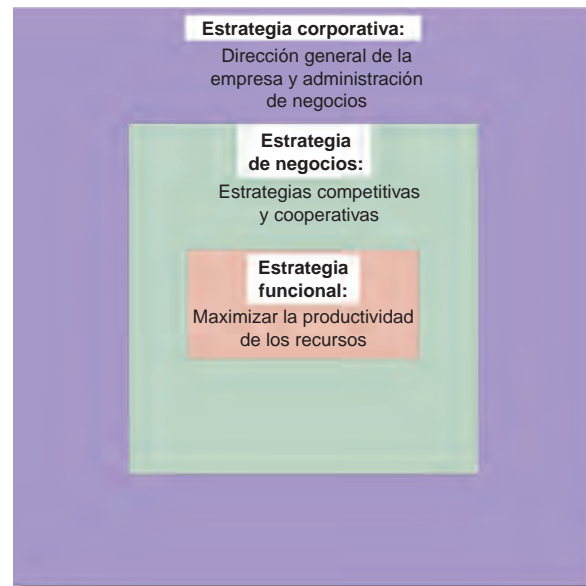 Estrategia corporativa:
Dirección general de la
empresa y administración
de negocios
Estrategia
de negocios:
Estrategias competitivas
y cooperativas
Estrategia
funcional:
Maximizar la productividad
de los recursos